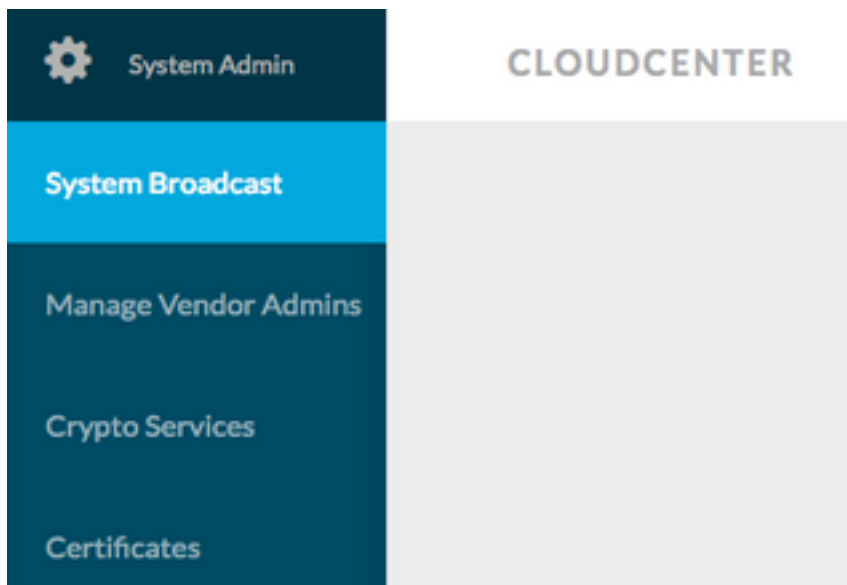 System Admin
CLOUDCENTER
System Broadcast
Manage Vendor Admins
Crypto Services
Certificates